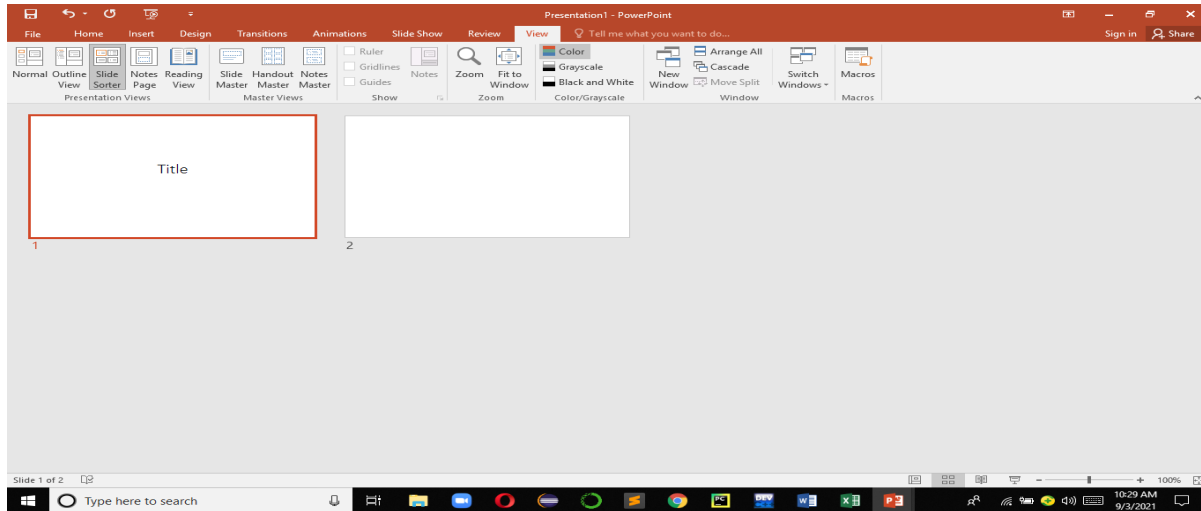 Presentation1 - PowerPoint
File Home Insert Design Transitions Animations Slide Show Review View Tell me what you want to do... Sign in Share
Normal Outline View Slide Sorter Notes Page Reading View
Presentation Views
Slide Master Handout Master Notes Master
Master Views
Ruler
Gridlines
Guides
Notes
Show
Zoom Fit to Window
Zoom
Color
Grayscale
Black and White
Color/Grayscale
New Window
Arrange All
Cascade
Move Split
Switch Windows
Window
Macros
Macros
Title
1
2
Slide 1 of 2
100%
Type here to search
PC
DEV
10:29 AM
9/3/2021